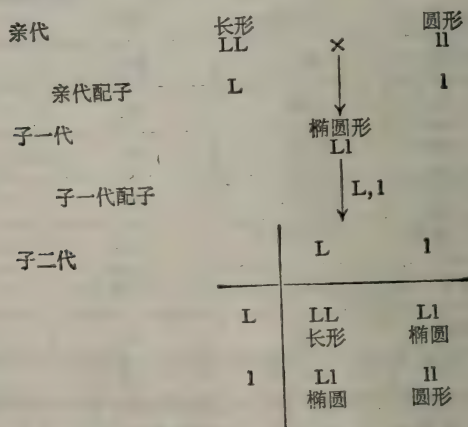 亲代 长形 圆形
LL × ll
亲代配子 L l
子一代 椭圆形
Ll
子一代配子 L,l
子二代 L l
L LL Ll
长形 椭圆
l Ll ll
椭圆 圆形